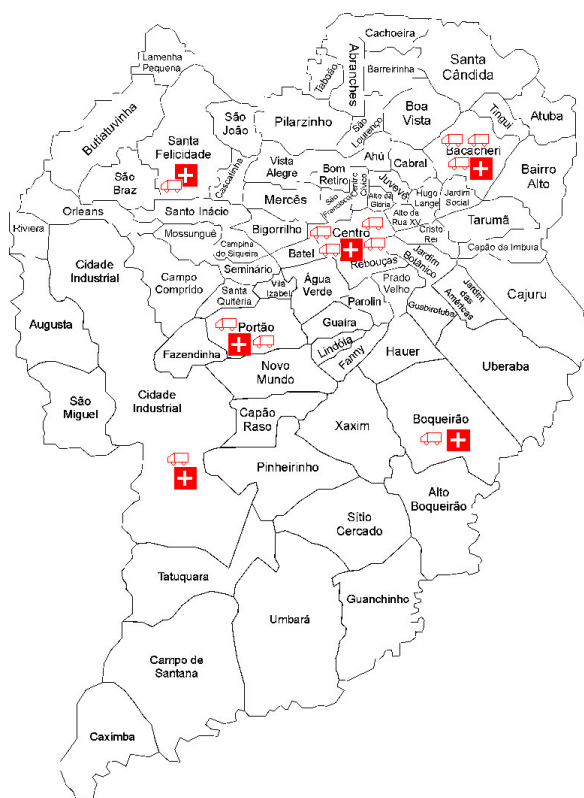 Cachoeira
Lamenha
Pequena
Taboão
Abranches
Barreirinha
Santa
Cândida
Butiatuvinha
Santa
Felicidade
São
João
Pilarzinho
São
Lourenço
Boa
Vista
Tingui
Atuba
Bacacheri
Bairro
Alto
São
Braz
Cascatinha
Vista
Alegre
Bom
Retiro
Ahú
Cabral
Centro
Cívico
Juvevê
Hugo
Lange
Jardim
Social
Orleans
Santo Inácio
Mercês
São
Francisco
Alto da
Glória
Alto da
Rua XV
Tarumã
Riviera
Mossunguê
Bigorrilho
Centro
Cristo
Rei
Capão da Imbuia
Cidade
Industrial
Campina
do Siqueira
Batel
Rebouças
Jardim
Botânico
Campo
Comprido
Seminário
Santa
Quitéria
Vila
Izabel
Água
Verde
Prado
Velho
Jardim
das
Américas
Cajuru
Augusta
Parolin
Guabirotuba
Portão
Guaíra
Fazendinha
Lindóia
Fanny
Hauer
Uberaba
Novo
Mundo
São
Miguel
Cidade
Industrial
Capão
Raso
Xaxim
Boqueirão
Pinheirinho
Alto
Boqueirão
Sítio
Cercado
Tatuquara
Guanchinho
Umbará
Campo de
Santana
Caximba